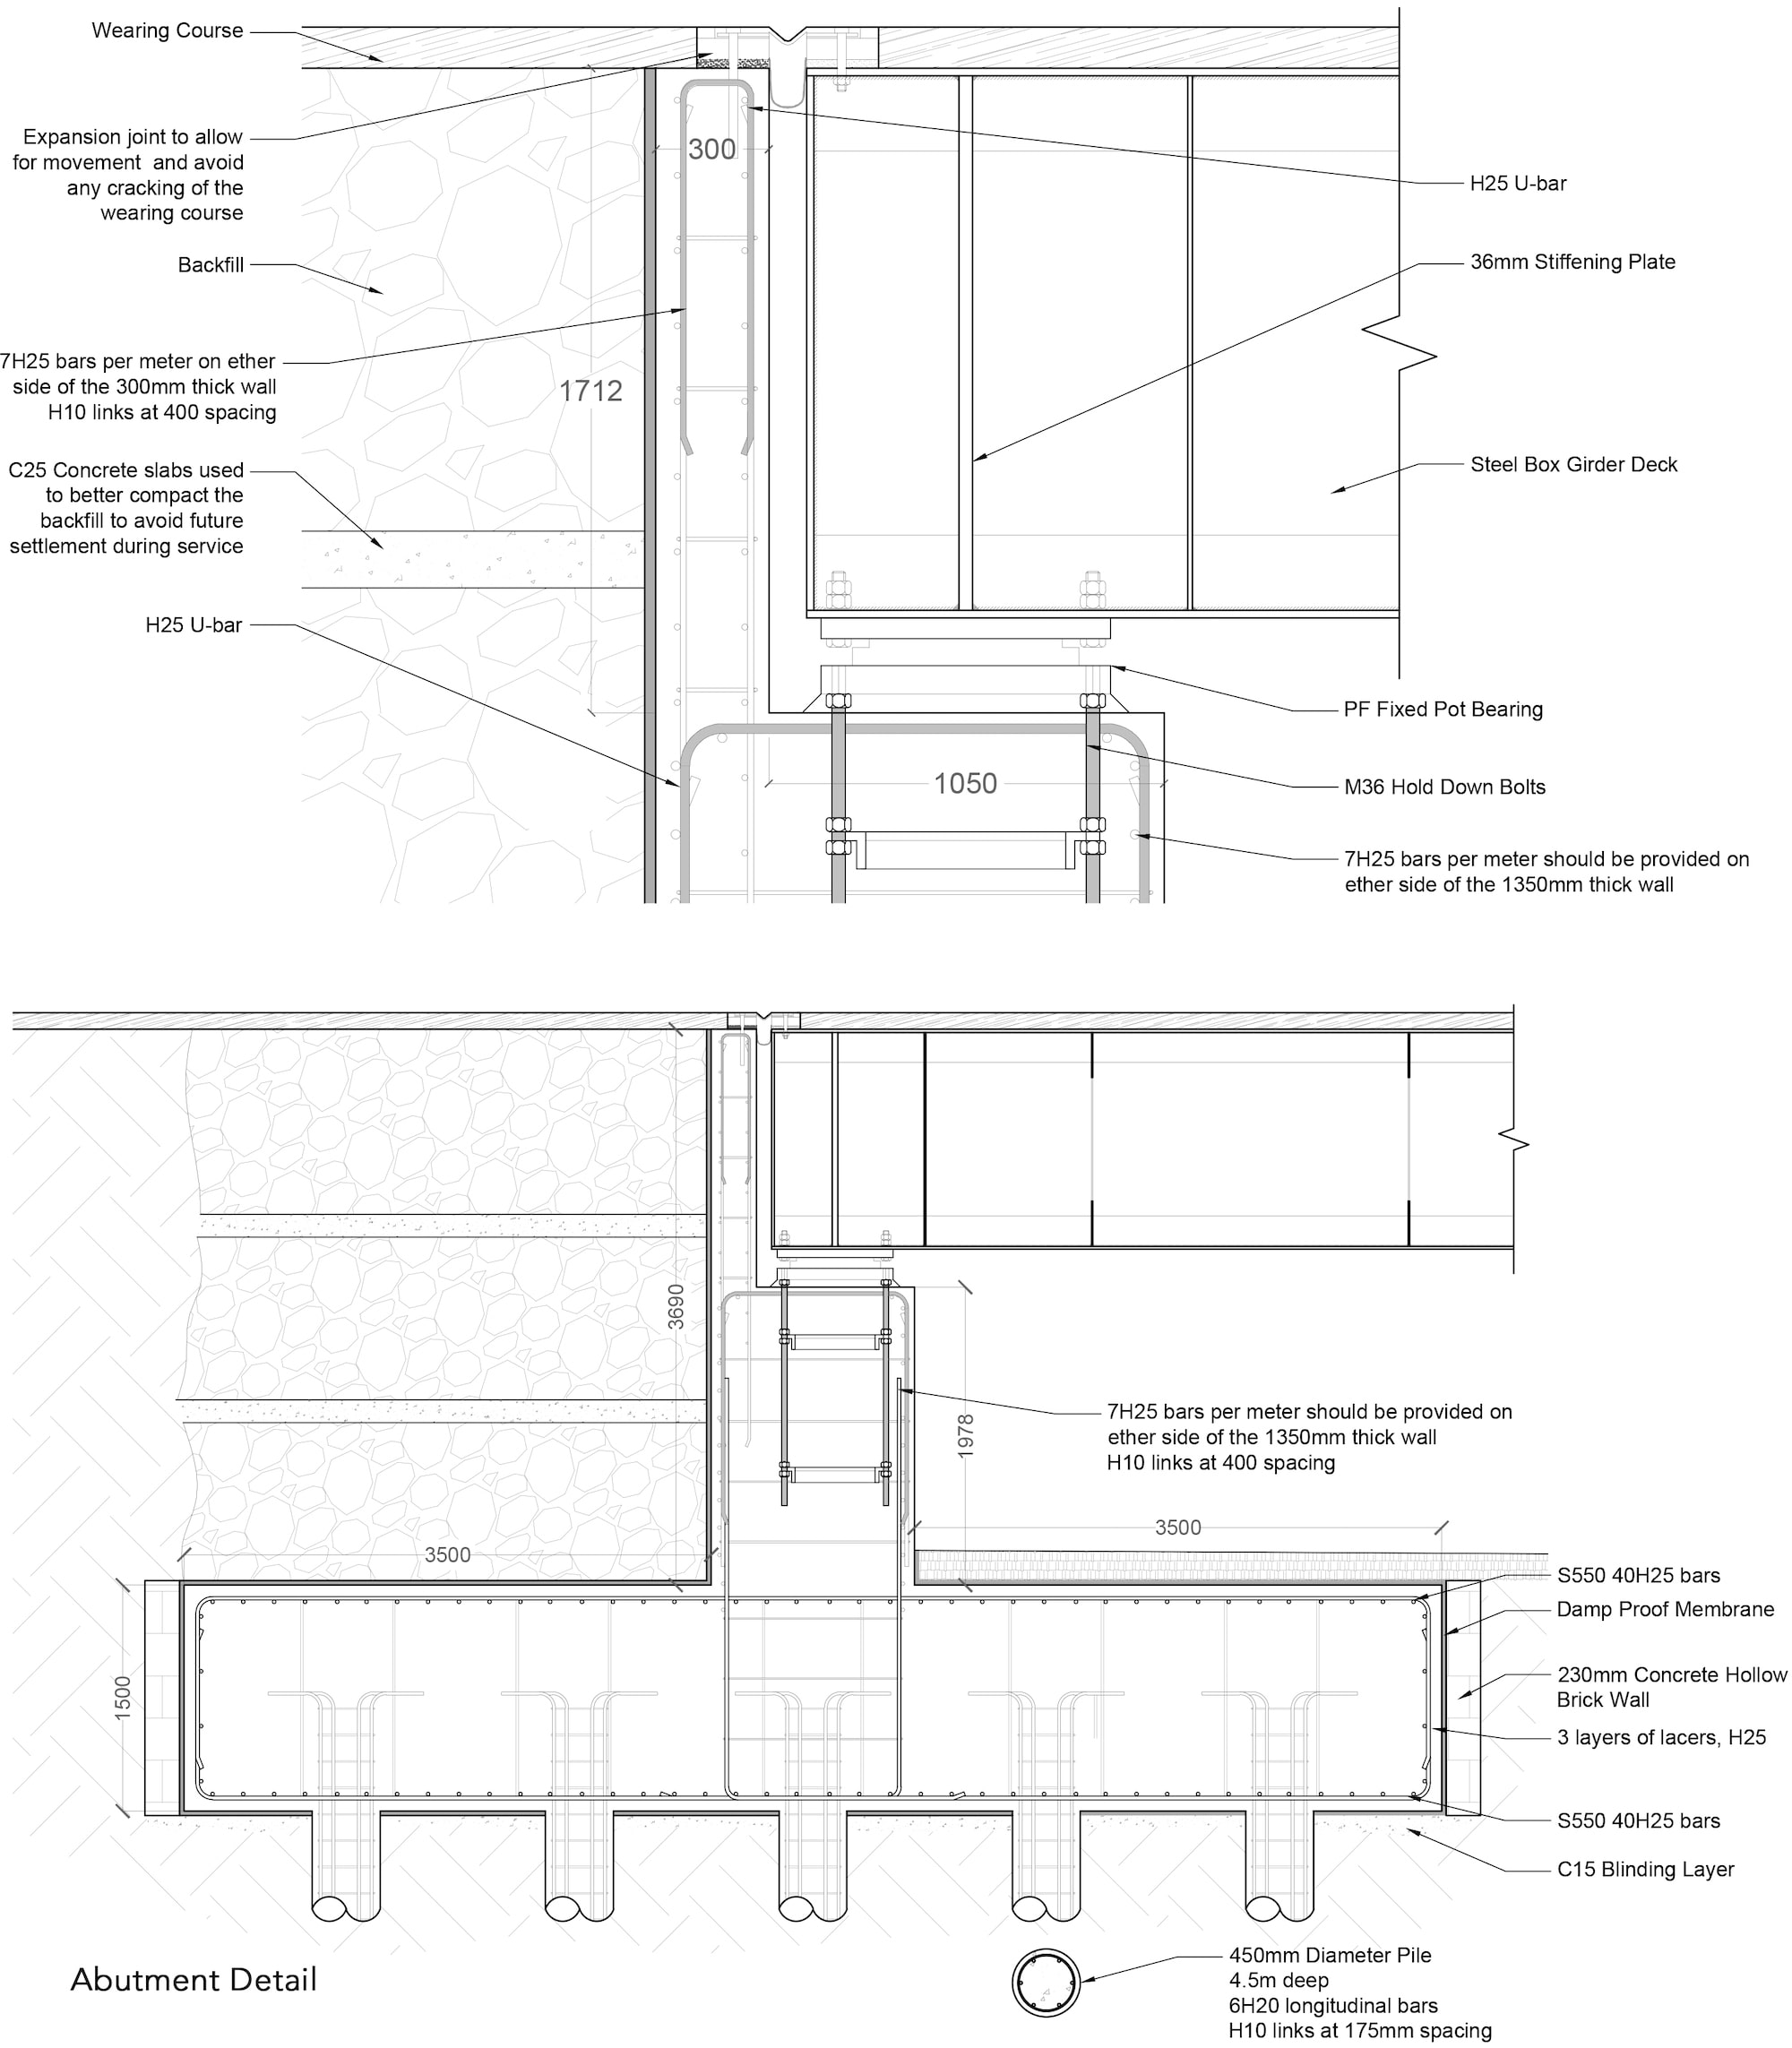 Wearing Course
Expansion joint to allow
for movement and avoid
any cracking of the
wearing course
300
H25 U-bar
Backfill
36mm Stiffening Plate
7H25 bars per meter on ether
side of the 300mm thick wall
H10 links at 400 spacing
1712
C25 Concrete slabs used
to better compact the
backfill to avoid future
settlement during service
Steel Box Girder Deck
H25 U-bar
PF Fixed Pot Bearing
1050
M36 Hold Down Bolts
7H25 bars per meter should be provided on
ether side of the 1350mm thick wall
3690
7H25 bars per meter should be provided on
ether side of the 1350mm thick wall
H10 links at 400 spacing
1978
3500
3500
S550 40H25 bars
Damp Proof Membrane
230mm Concrete Hollow
Brick Wall
1500
3 layers of lacers, H25
S550 40H25 bars
C15 Blinding Layer
450mm Diameter Pile
4.5m deep
6H20 longitudinal bars
H10 links at 175mm spacing
Abutment Detail